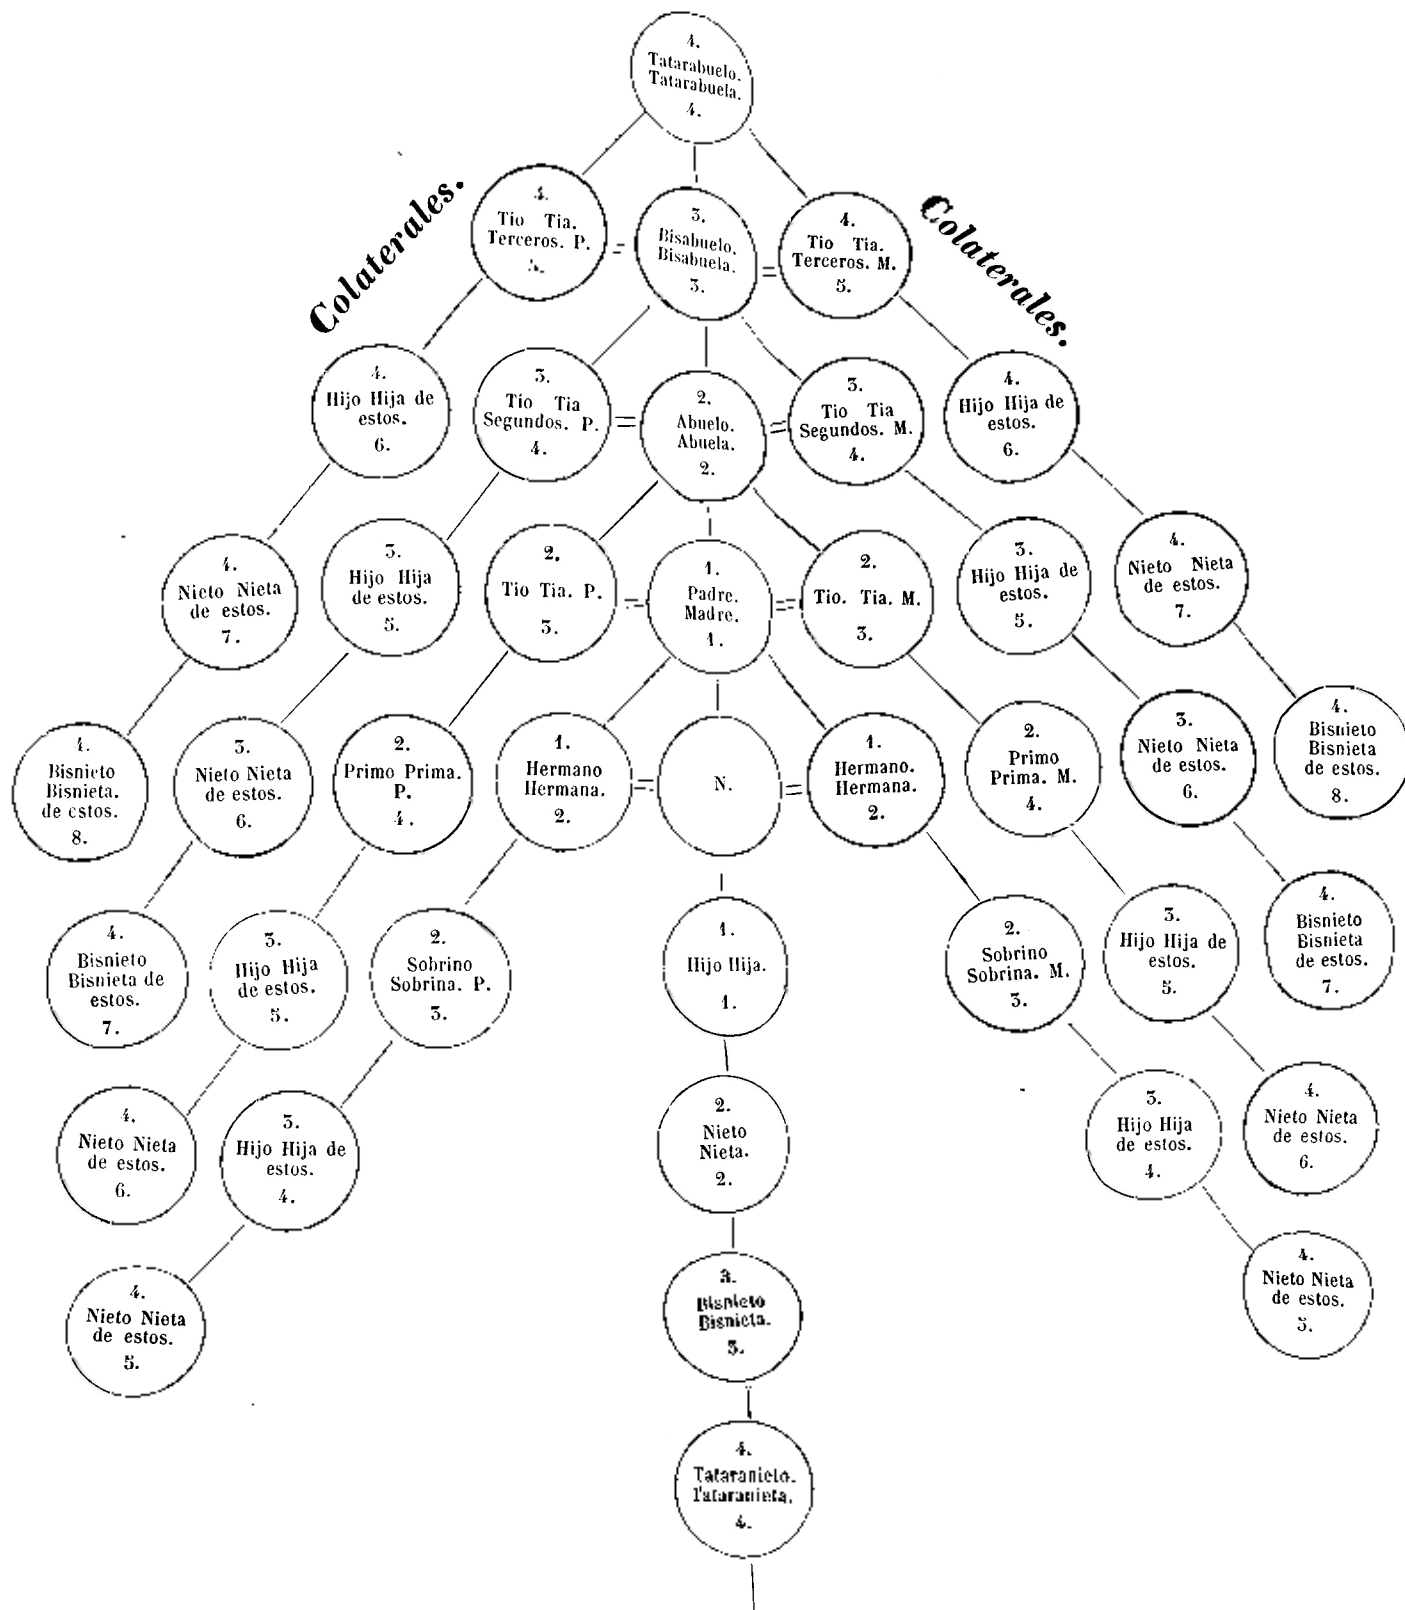 4.
Tatarabuelo.
Tatarabuela.
4.
Colaterales.
Colaterales.
4.
Tio Tia.
Terceros. P.
5.
3.
Bisabuelo.
Bisabuela.
3.
4.
Tio Tia.
Terceros. M.
5.
4.
Hijo Hija de
estos.
6.
3.
Tio Tia
Segundos. P.
4.
2.
Abuelo.
Abuela.
2.
3.
Tio Tia
Segundos. M.
4.
4.
Hijo Hija de
estos.
6.
4.
Nieto Nieta
de estos.
7.
3.
Hijo Hija
de estos.
5.
2.
Tio Tia. P.
3.
1.
Padre.
Madre.
1.
2.
Tio. Tia. M.
3.
3.
Hijo Hija de
estos.
5.
4.
Nieto Nieta
de estos.
7.
4.
Bisnieto
Bisnieta.
de estos.
8.
3.
Nieto Nieta
de estos.
6.
2.
Primo Prima.
P.
4.
1.
Hermano
Hermana.
2.
N.
1.
Hermano.
Hermana.
2.
2.
Primo
Prima. M.
4.
3.
Nieto Nieta
de estos.
6.
4.
Bisnieto
Bisnieta
de estos.
8.
4.
Bisnieto
Bisnieta de
estos.
7.
3.
Hijo Hija
de estos.
5.
2.
Sobrino
Sobrina. P.
3.
1.
Hijo Hija.
1.
2.
Sobrino
Sobrina. M.
3.
3.
Hijo Hija de
estos.
5.
4.
Bisnieto
Bisnieta
de estos.
7.
4.
Nieto Nieta
de estos.
6.
3.
Hijo Hija de
estos.
4.
2.
Nieto
Nieta.
2.
3.
Hijo Hija
de estos.
4.
4.
Nieto Nieta
de estos.
6.
4.
Nieto Nieta
de estos.
5.
3.
Bisnieto
Bisnieta.
3.
4.
Nieto Nieta
de estos.
5.
4.
Tataranieto.
Tataranieta.
4.